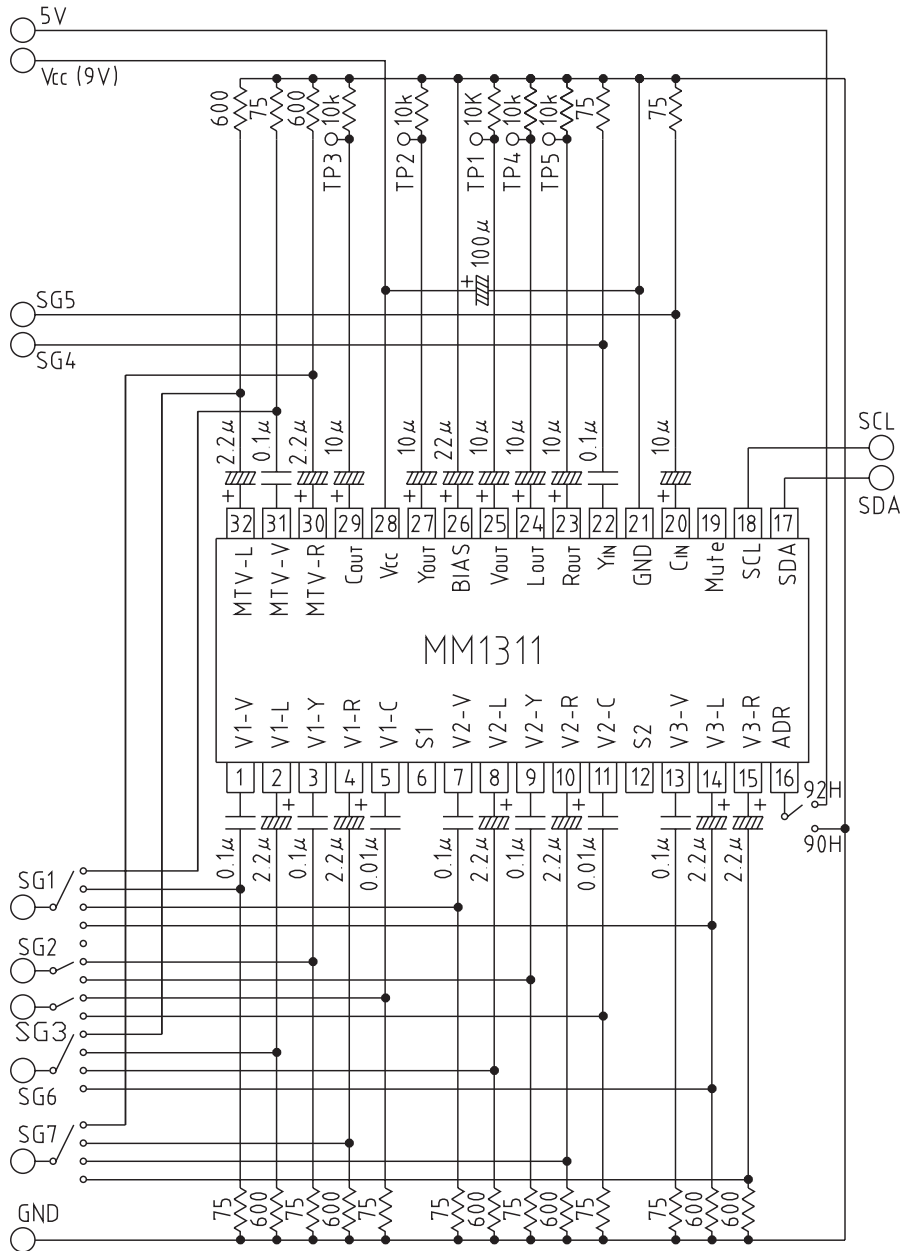 5V
Vcc (9V)
600
75
600
10k
10k
10K
10k
10k
75
75
TP3
TP2
TP1
TP4
TP5
+ 100µ
SG5
SG4
2.2µ
0.1µ
2.2µ
10µ
10µ
22µ
10µ
10µ
10µ
0.1µ
10µ
SCL
SDA
+ + + + + + + + +
32 31 30 29 28 27 26 25 24 23 22 21 20 19 18 17
MTV-L
MTV-V
MTV-R
COUT
Vcc
YOUT
BIAS
VOUT
LOUT
ROUT
YIN
GND
CIN
Mute
SCL
SDA
MM1311
V1-V
V1-L
V1-Y
V1-R
V1-C
S1
V2-V
V2-L
V2-Y
V2-R
V2-C
S2
V3-V
V3-L
V3-R
ADR
1 2 3 4 5 6 7 8 9 10 11 12 13 14 15 16
+ + + + + +
92H
90H
0.1µ
2.2µ
0.1µ
2.2µ
0.01µ
0.1µ
2.2µ
0.1µ
2.2µ
0.01µ
0.1µ
2.2µ
2.2µ
SG1
SG2
SG3
SG6
SG7
GND
75
600
75
600
75
75
600
75
600
75
75
600
600